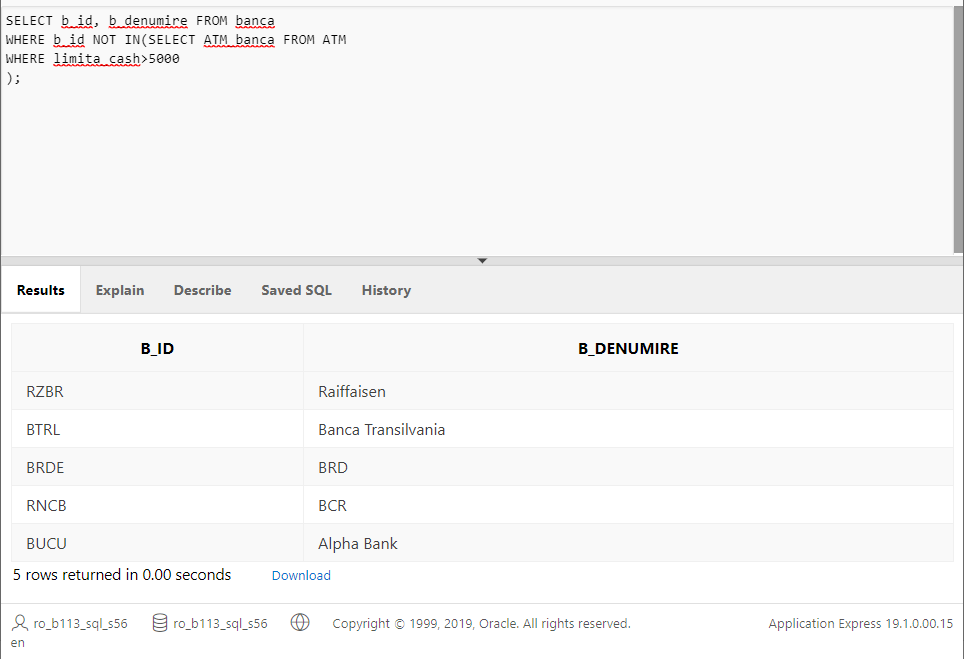 SELECT b_id, b_denumire FROM banca
WHERE b_id NOT IN(SELECT ATM_banca FROM ATM
WHERE limita_cash>5000
);
Results Explain Describe Saved SQL History
B_ID B_DENUMIRE
RZBR Raiffaisen
BTRL Banca Transilvania
BRDE BRD
RNCB BCR
BUCU Alpha Bank
5 rows returned in 0.00 seconds Download
ro_b113_sql_s56 ro_b113_sql_s56 Copyright © 1999, 2019, Oracle. All rights reserved. Application Express 19.1.0.00.15
en